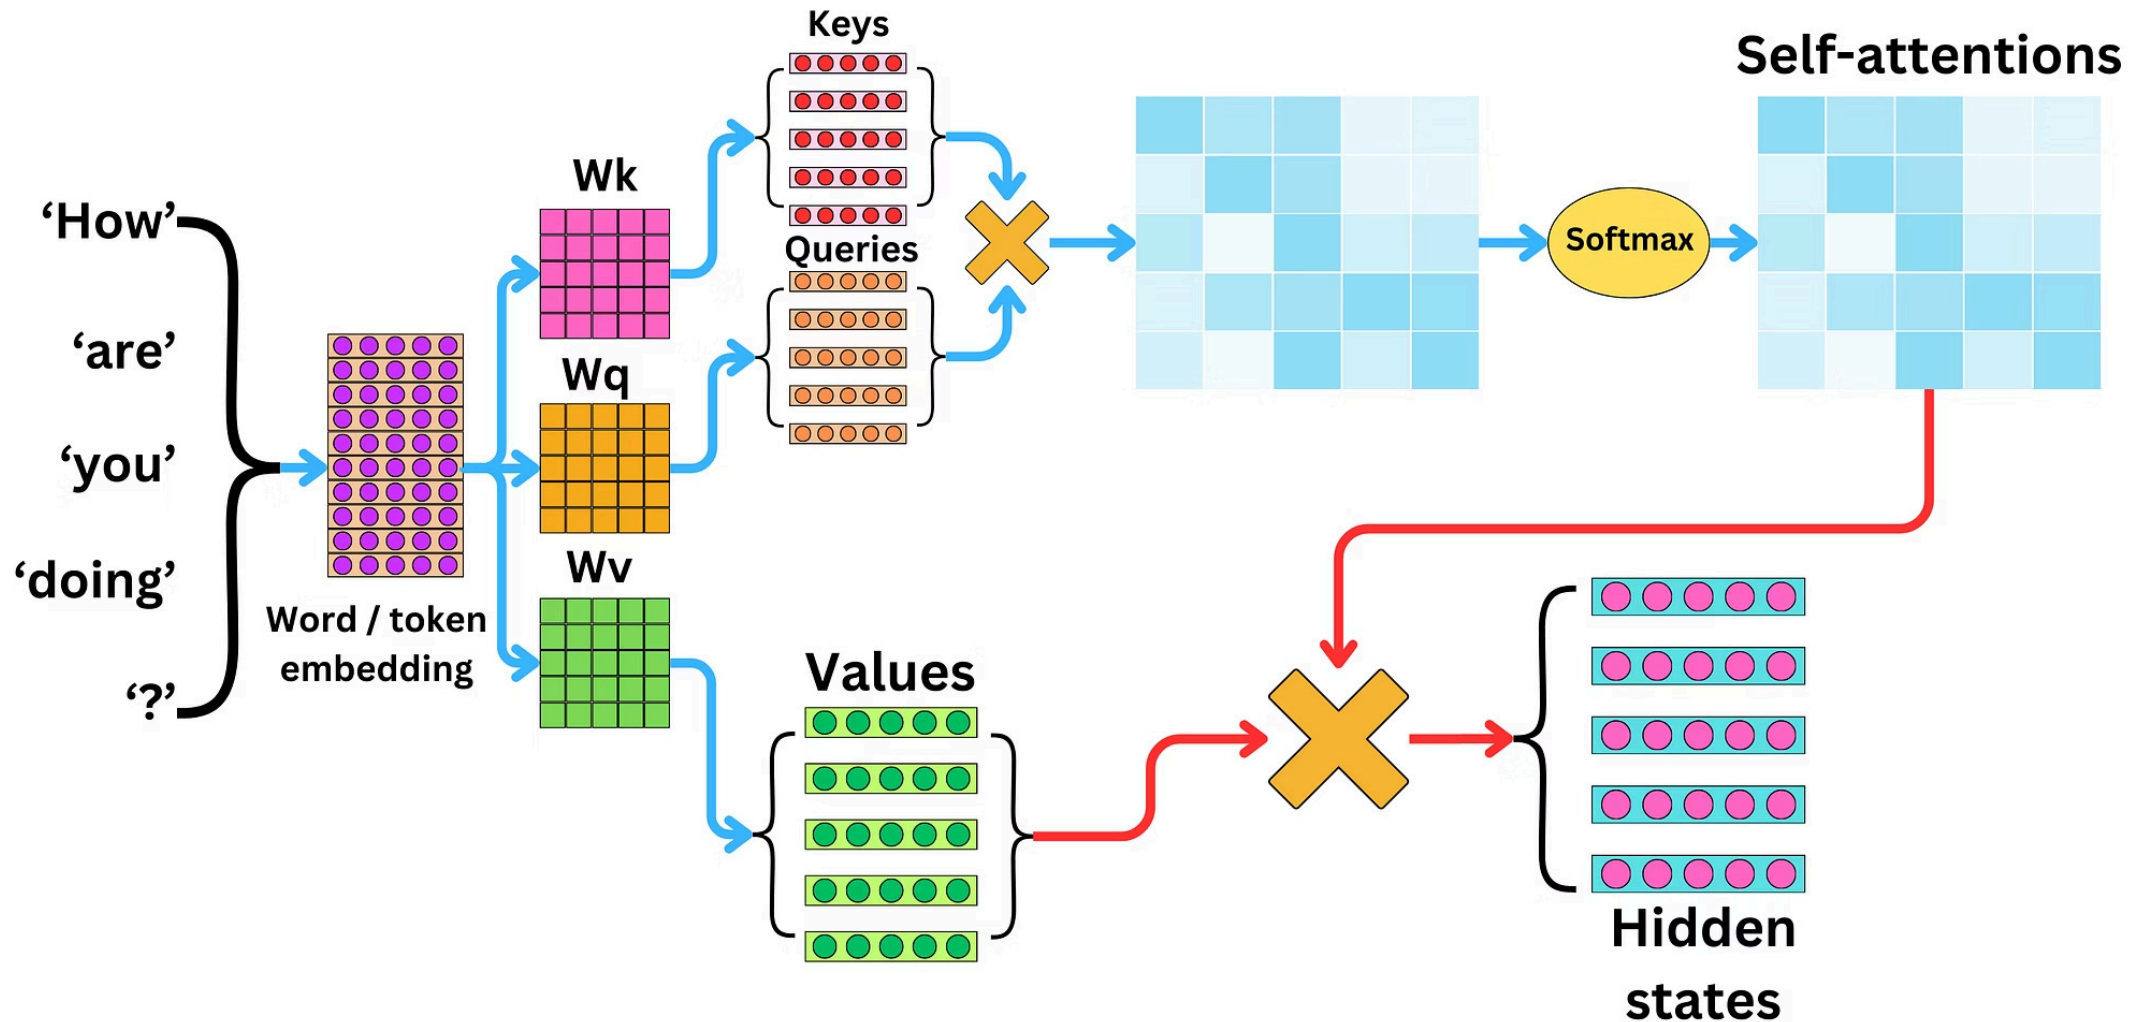 ‘How’
‘are’
‘you’
‘doing’
‘?’
Word / token
embedding
Wk
Wq
Wv
Keys
Queries
Values
Softmax
Self-attentions
Hidden
states